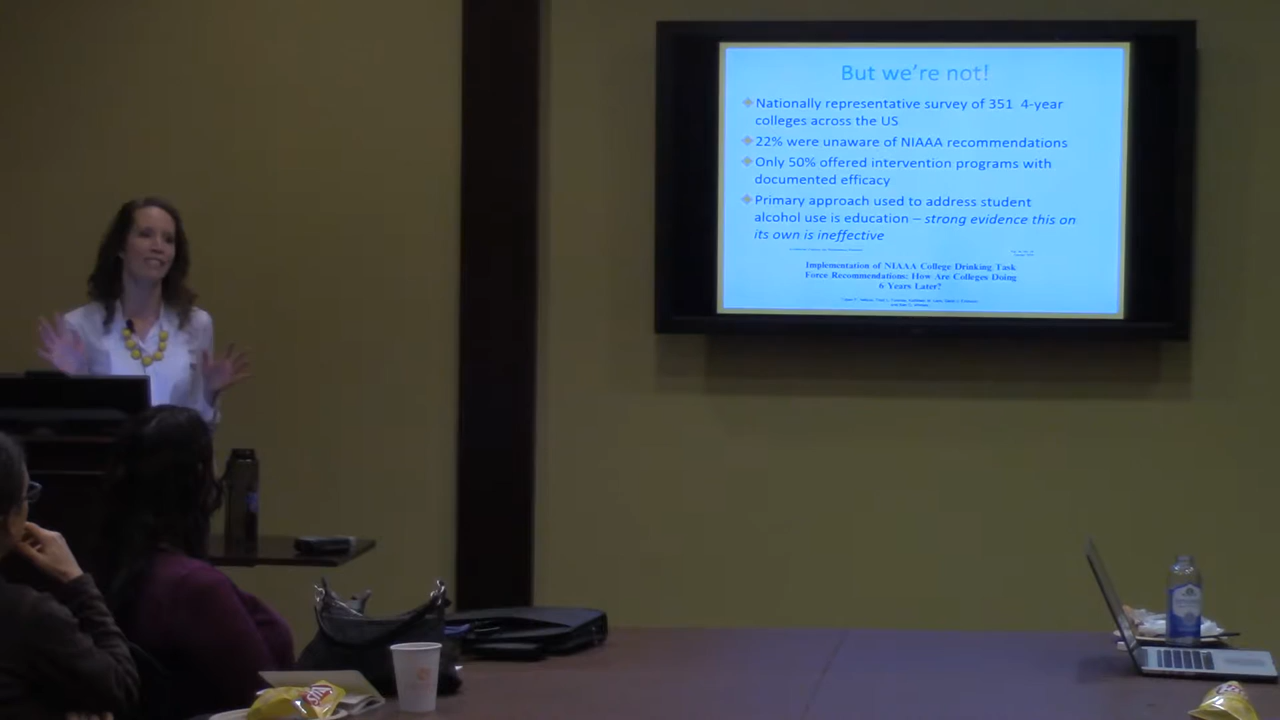 But we're not!
Nationally representative survey of 351 4-year
colleges across the US
22% were unaware of NIAAA recommendations
Only 50% offered intervention programs with
documented efficacy
Primary approach used to address student
alcohol use is education – strong evidence this on
its own is ineffective
Implementation of NIAAA College Drinking Task
Force Recommendations: How Are Colleges Doing
6 Years Later?